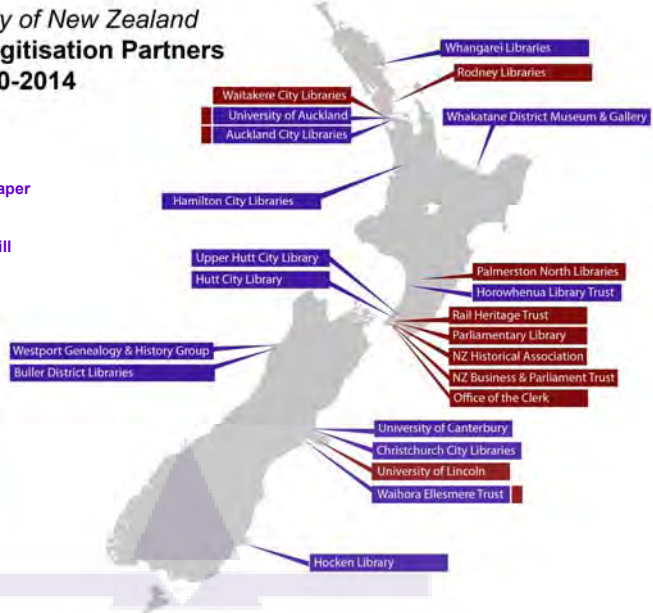 y of New Zealand
gitisation Partners
0-2014
aper
ill
Whangarei Libraries
Rodney Libraries
Waitakere City Libraries
University of Auckland
Auckland City Libraries
Whakatane District Museum & Gallery
Hamilton City Libraries
Upper Hutt City Library
Hutt City Library
Palmerston North Libraries
Horowhenua Library Trust
Rail Heritage Trust
Parliamentary Library
NZ Historical Association
NZ Business & Parliament Trust
Office of the Clerk
Westport Genealogy & History Group
Buller District Libraries
University of Canterbury
Christchurch City Libraries
University of Lincoln
Waihora Ellesmere Trust
Hocken Library